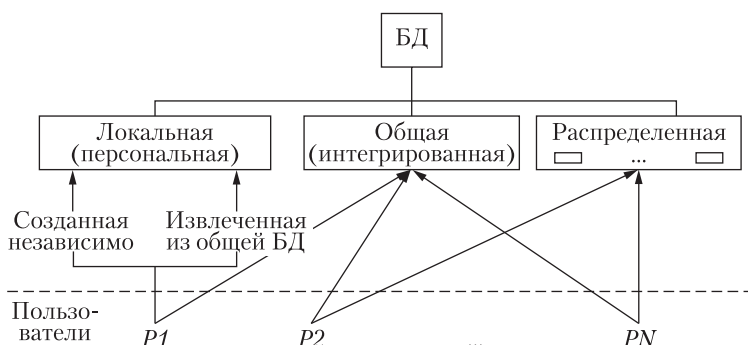 БД
Локальная
(персональная)
Общая
(интегрированная)
Распределенная
...
Созданная
независимо
Извлеченная
из общей БД
Пользо-
ватели
P1
P2
PN